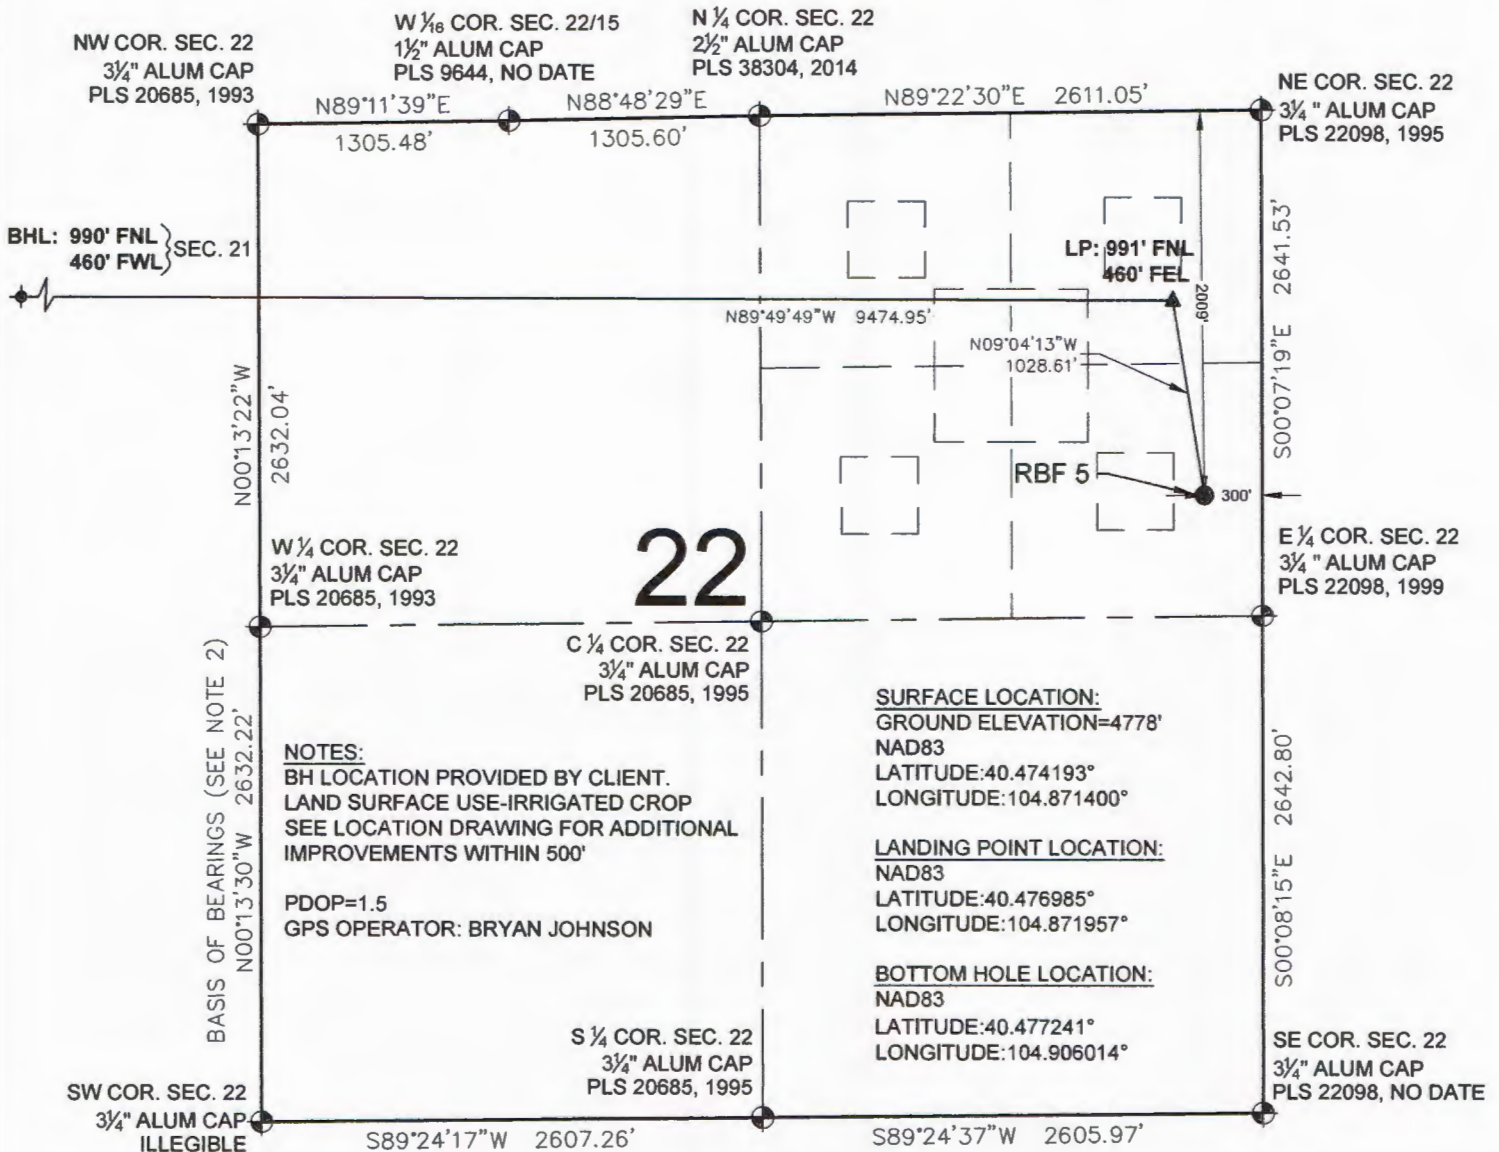 NW COR. SEC. 22
3¼" ALUM CAP
PLS 20685, 1993
W 1⁄16 COR. SEC. 22/15
1½" ALUM CAP
PLS 9644, NO DATE
N ¼ COR. SEC. 22
2½" ALUM CAP
PLS 38304, 2014
NE COR. SEC. 22
3¼" ALUM CAP
PLS 22098, 1995
N89°11'39"E
1305.48'
N88°48'29"E
1305.60'
N89°22'30"E 2611.05'
BHL: 990' FNL
460' FWL
SEC. 21
LP: 991' FNL
460' FEL
2009'
N89°49'49"W 9474.95'
N09°04'13"W
1028.61'
S00°07'19"E 2641.53'
N00°13'22"W
2632.04'
RBF 5
300'
W ¼ COR. SEC. 22
3¼" ALUM CAP
PLS 20685, 1993
22
E ¼ COR. SEC. 22
3¼" ALUM CAP
PLS 22098, 1999
C ¼ COR. SEC. 22
3¼" ALUM CAP
PLS 20685, 1995
BASIS OF BEARINGS (SEE NOTE 2)
N00°13'30"W 2632.22'
NOTES:
BH LOCATION PROVIDED BY CLIENT.
LAND SURFACE USE-IRRIGATED CROP
SEE LOCATION DRAWING FOR ADDITIONAL
IMPROVEMENTS WITHIN 500'
PDOP=1.5
GPS OPERATOR: BRYAN JOHNSON
SURFACE LOCATION:
GROUND ELEVATION=4778'
NAD83
LATITUDE:40.474193°
LONGITUDE:104.871400°
LANDING POINT LOCATION:
NAD83
LATITUDE:40.476985°
LONGITUDE:104.871957°
BOTTOM HOLE LOCATION:
NAD83
LATITUDE:40.477241°
LONGITUDE:104.906014°
S00°08'15"E 2642.80'
S ¼ COR. SEC. 22
3¼" ALUM CAP
PLS 20685, 1995
SE COR. SEC. 22
3¼" ALUM CAP
PLS 22098, NO DATE
SW COR. SEC. 22
3¼" ALUM CAP
ILLEGIBLE
S89°24'17"W 2607.26'
S89°24'37"W 2605.97'